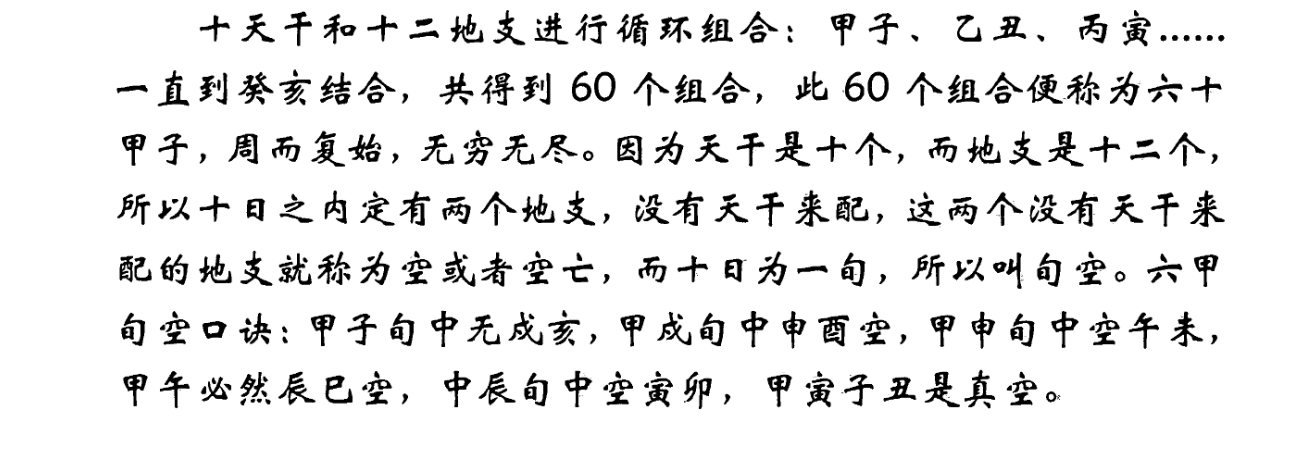 十天干和十二地支进行循环组合：甲子、乙丑、丙寅……
一直到癸亥结合，共得到 60 个组合，此 60 个组合便称为六十
甲子，周而复始，无穷无尽。因为天干是十个，而地支是十二个，
所以十日之内定有两个地支，没有天干来配，这两个没有天干来
配的地支就称为空或者空亡，而十日为一旬，所以叫旬空。六甲
旬空口诀：甲子旬中无戌亥，甲戌旬中申酉空，甲申旬中空午未，
甲午必然辰巳空，中辰旬中空寅卯，甲寅子丑是真空。